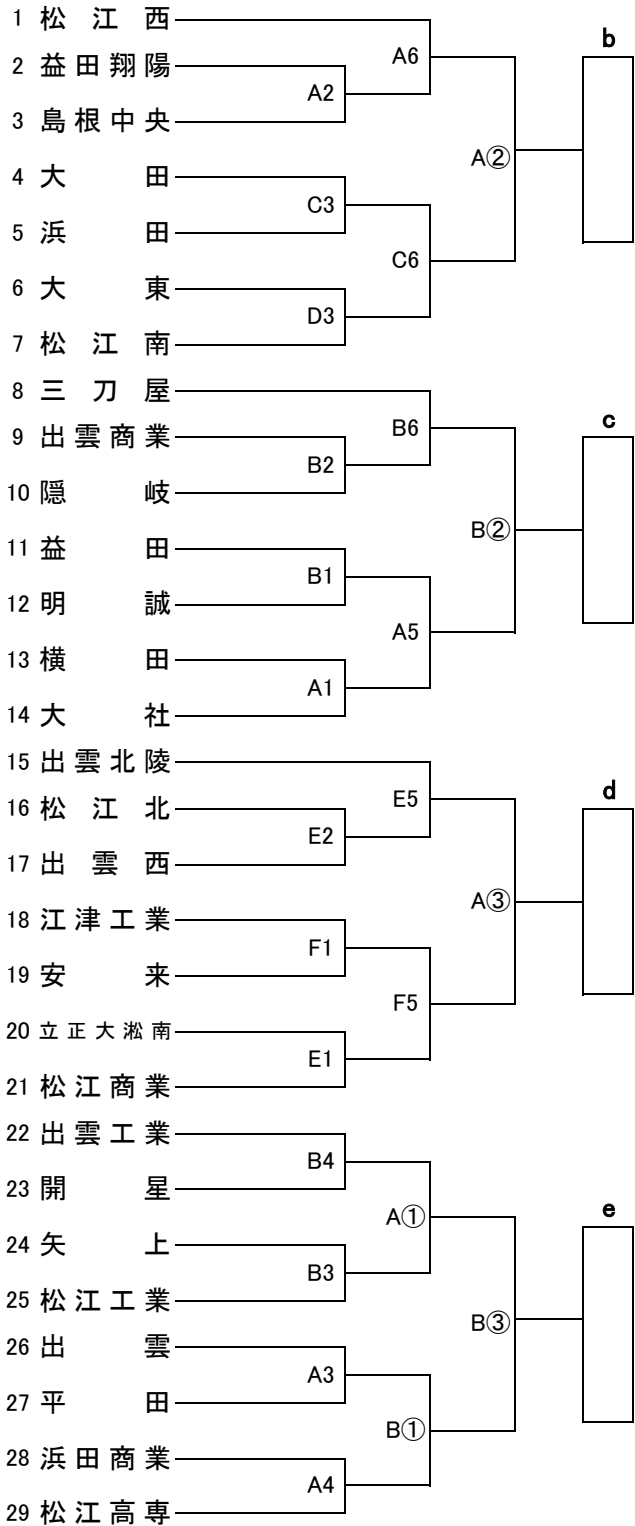 1 松江西
2 益田翔陽
3 島根中央
4 大田
5 浜田
6 大東
7 松江南
A2
C3
D3
A6
C6
A②
b
8 三刀屋
9 出雲商業
10 隠岐
11 益田
12 明誠
13 横田
14 大社
B2
B1
A1
B6
A5
B②
c
15 出雲北陵
16 松江北
17 出雲西
18 江津工業
19 安来
20 立正大淞南
21 松江商業
E2
F1
E1
E5
F5
A③
d
22 出雲工業
23 開星
24 矢上
25 松江工業
26 出雲
27 平田
28 浜田商業
29 松江高専
B4
B3
A3
A4
A①
B①
B③
e